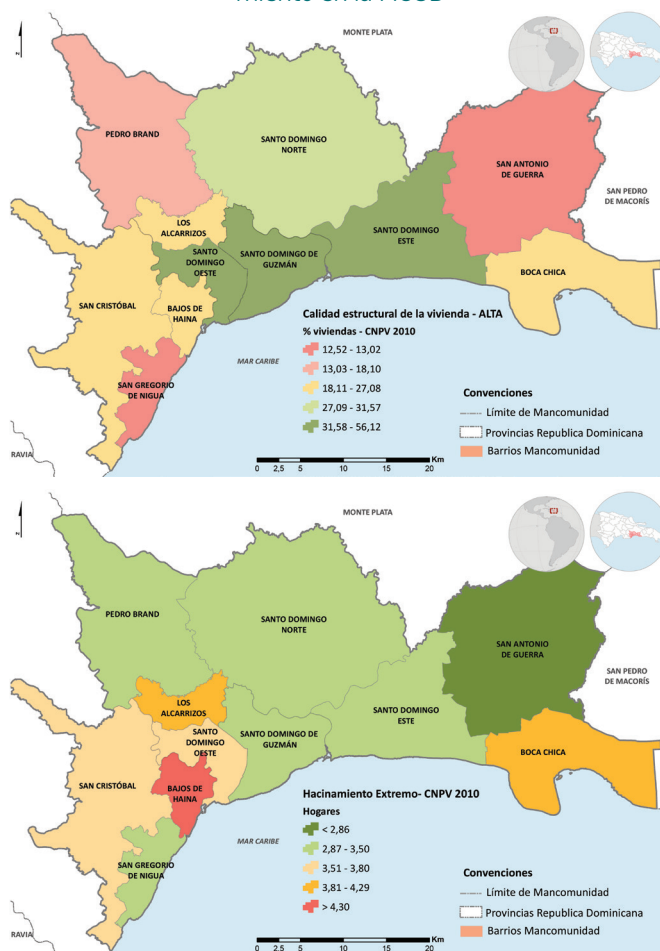 MONTE PLATA
PEDRO BRAND
SANTO DOMINGO
NORTE
SAN ANTONIO
DE GUERRA
SAN PEDRO
DE MACORÍS
LOS
ALCARRIZOS
SANTO
DOMINGO
OESTE
SANTO DOMINGO DE
GUZMÁN
SANTO DOMINGO
ESTE
BOCA CHICA
SAN CRISTÓBAL
BAJOS DE
HAINA
SAN GREGORIO
DE NIGUA
MAR CARIBE
RAVIA
Calidad estructural de la vivienda - ALTA
% viviendas - CNPV 2010
12,52 - 13,02
13,03 - 18,10
18,11 - 27,08
27,09 - 31,57
31,58 - 56,12
Convenciones
Límite de Mancomunidad
Provincias Republica Dominicana
Barrios Mancomunidad
Km
0 2,5 5 10 15 20
MONTE PLATA
PEDRO BRAND
SANTO DOMINGO
NORTE
SAN ANTONIO
DE GUERRA
SAN PEDRO
DE MACORÍS
LOS
ALCARRIZOS
SANTO
DOMINGO
OESTE
SANTO DOMINGO DE
GUZMÁN
SANTO DOMINGO
ESTE
BOCA CHICA
SAN CRISTÓBAL
BAJOS DE
HAINA
SAN GREGORIO
DE NIGUA
MAR CARIBE
RAVIA
Hacinamiento Extremo- CNPV 2010
Hogares
< 2,86
2,87 - 3,50
3,51 - 3,80
3,81 - 4,29
> 4,30
Convenciones
Límite de Mancomunidad
Provincias Republica Dominicana
Barrios Mancomunidad
Km
0 2,5 5 10 15 20